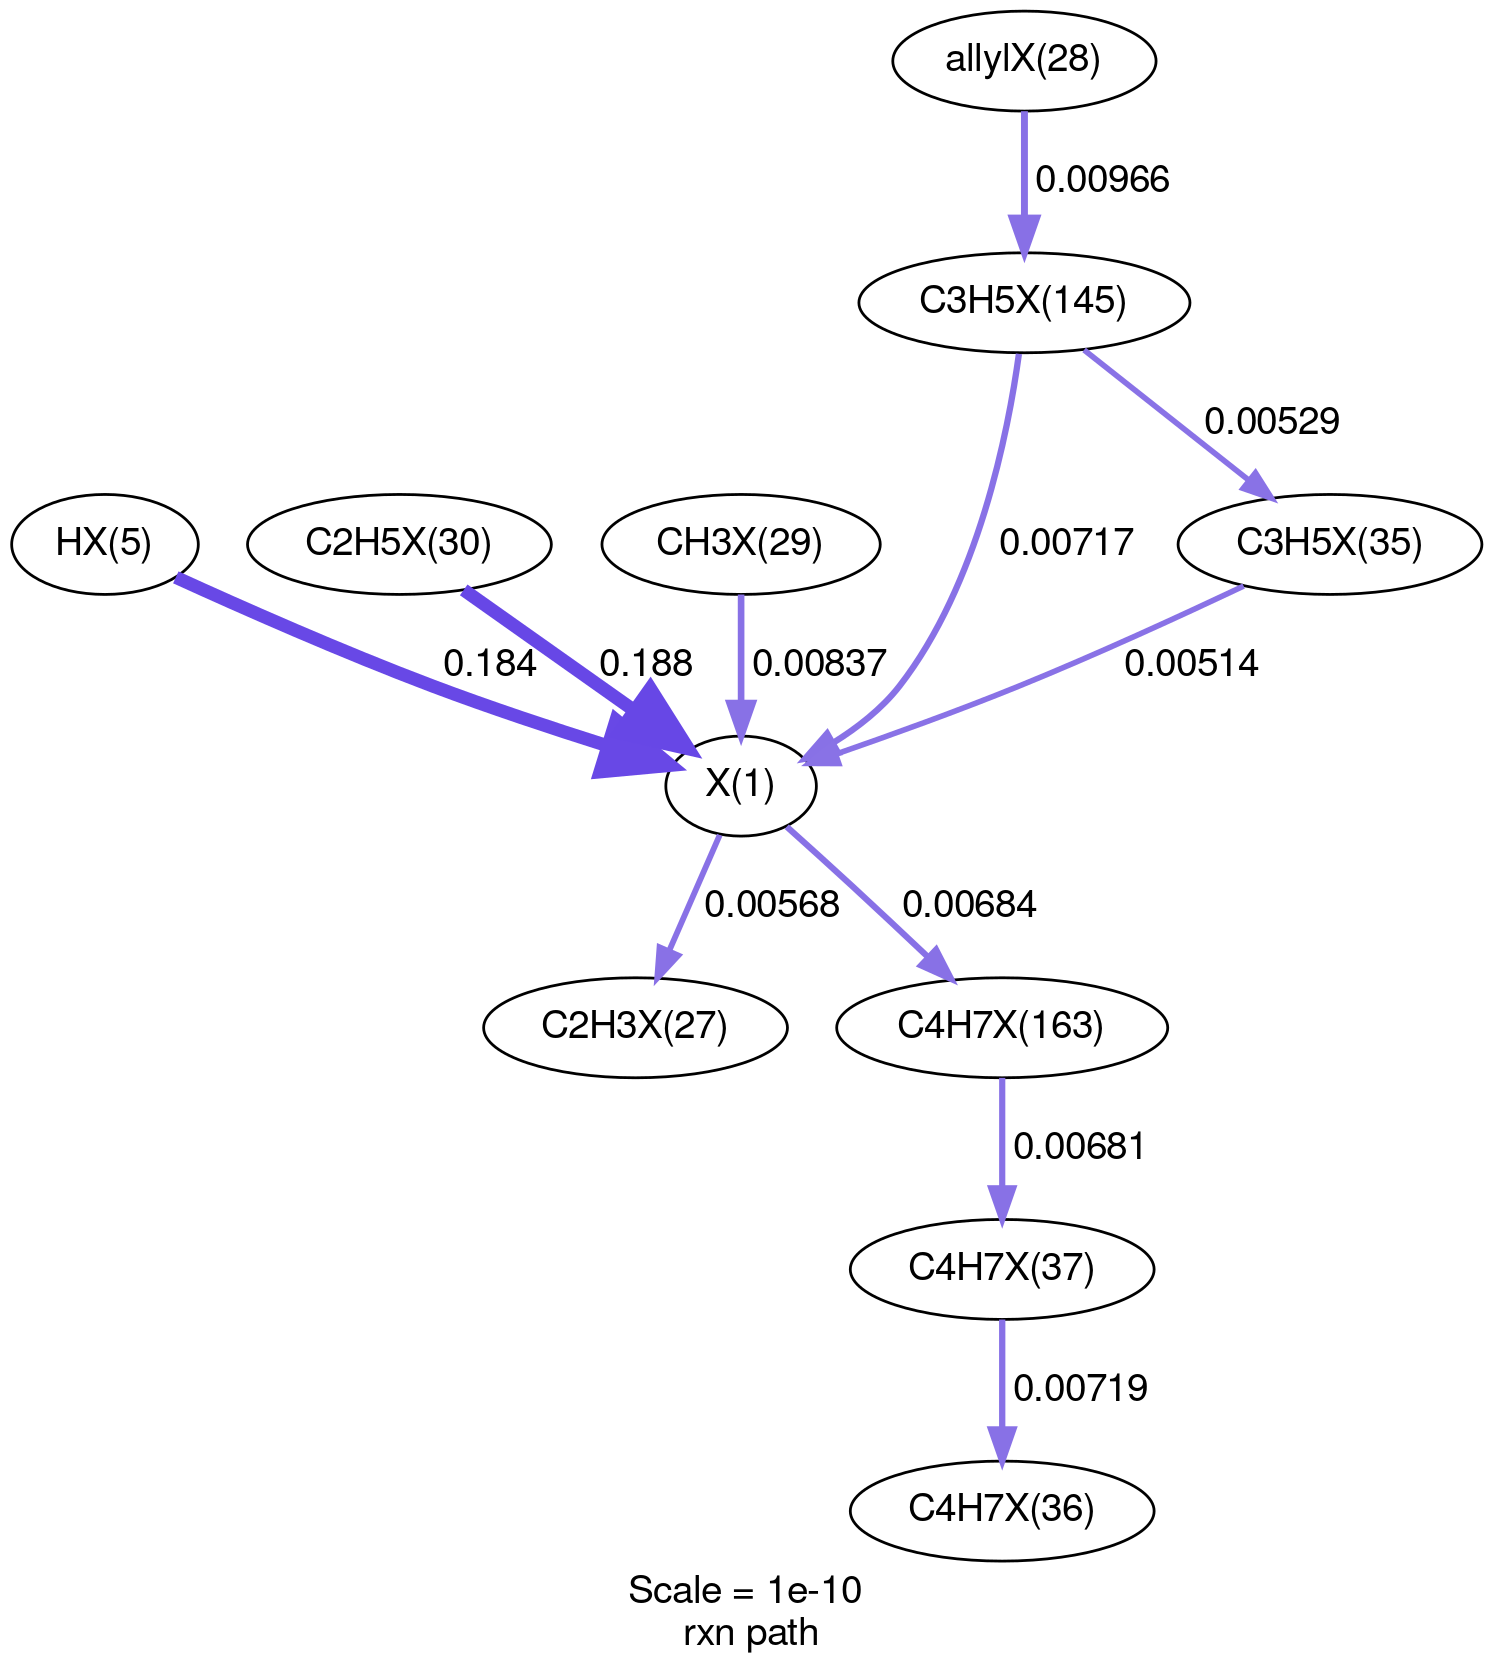 allylX(28)
0.00966
C3H5X(145)
0.00529
HX(5)
C2H5X(30)
CH3X(29)
0.00717
C3H5X(35)
0.184
0.188
0.00837
0.00514
X(1)
0.00568
0.00684
C2H3X(27)
C4H7X(163)
0.00681
C4H7X(37)
0.00719
C4H7X(36)
Scale = 1e-10
rxn path